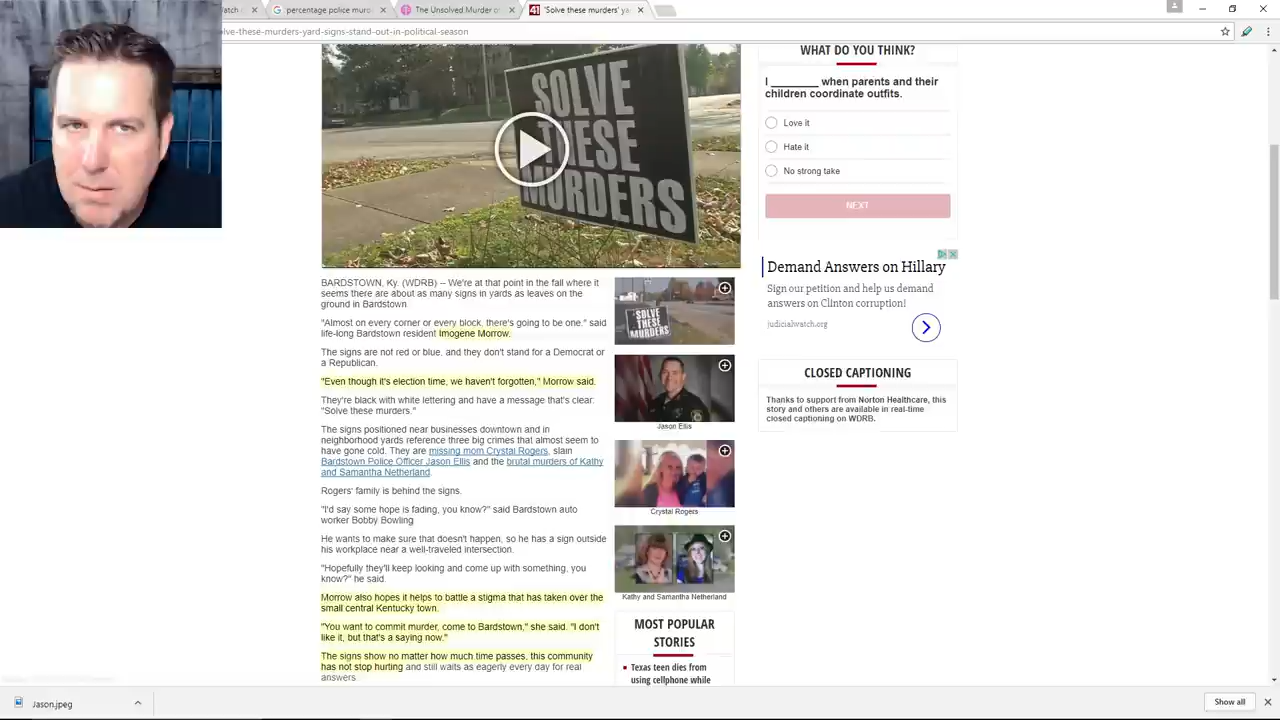 Vatch
percentage police mur
The Unsolved Murder o
41
'Solve these murders' yar
olve-these-murders-yard-signs-stand-out-in-political-season
SOLVE
THESE
MURDERS
BARDSTOWN, Ky. (WDRB) -- We're at that point in the fall where it
seems there are about as many signs in yards as leaves on the
ground in Bardstown
"Almost on every corner or every block, there's going to be one." said
life-long Bardstown resident Imogene Morrow.
The signs are not red or blue, and they don't stand for a Democrat or
a Republican.
"Even though it's election time, we haven't forgotten," Morrow said.
They're black with white lettering and have a message that's clear:
"Solve these murders."
The signs positioned near businesses downtown and in
neighborhood yards reference three big crimes that almost seem to
have gone cold. They are missing mom Crystal Rogers, slain
Bardstown Police Officer Jason Ellis and the brutal murders of Kathy
and Samantha Netherland.
Rogers' family is behind the signs.
"I'd say some hope is fading, you know?" said Bardstown auto
worker Bobby Bowling
He wants to make sure that doesn't happen, so he has a sign outside
his workplace near a well-traveled intersection.
"Hopefully they'll keep looking and come up with something, you
know?" he said.
Morrow also hopes it helps to battle a stigma that has taken over the
small central Kentucky town.
"You want to commit murder, come to Bardstown," she said. "I don't
like it, but that's a saying now."
The signs show no matter how much time passes, this community
has not stop hurting and still waits as eagerly every day for real
answers
SOLVE
THESE
MURDERS
Jason Ellis
Crystal Rogers
Kathy and Samantha Netherland
MOST POPULAR
STORIES
Texas teen dies from
using cellphone while
WHAT DO YOU THINK?
I _______ when parents and their
children coordinate outfits.
Love it
Hate it
No strong take
NEXT
Demand Answers on Hillary
Sign our petition and help us demand
answers on Clinton corruption!
judicialwatch.org
CLOSED CAPTIONING
Thanks to support from Norton Healthcare, this
story and others are available in real-time
closed captioning on WDRB.
Jason.jpeg
Show all